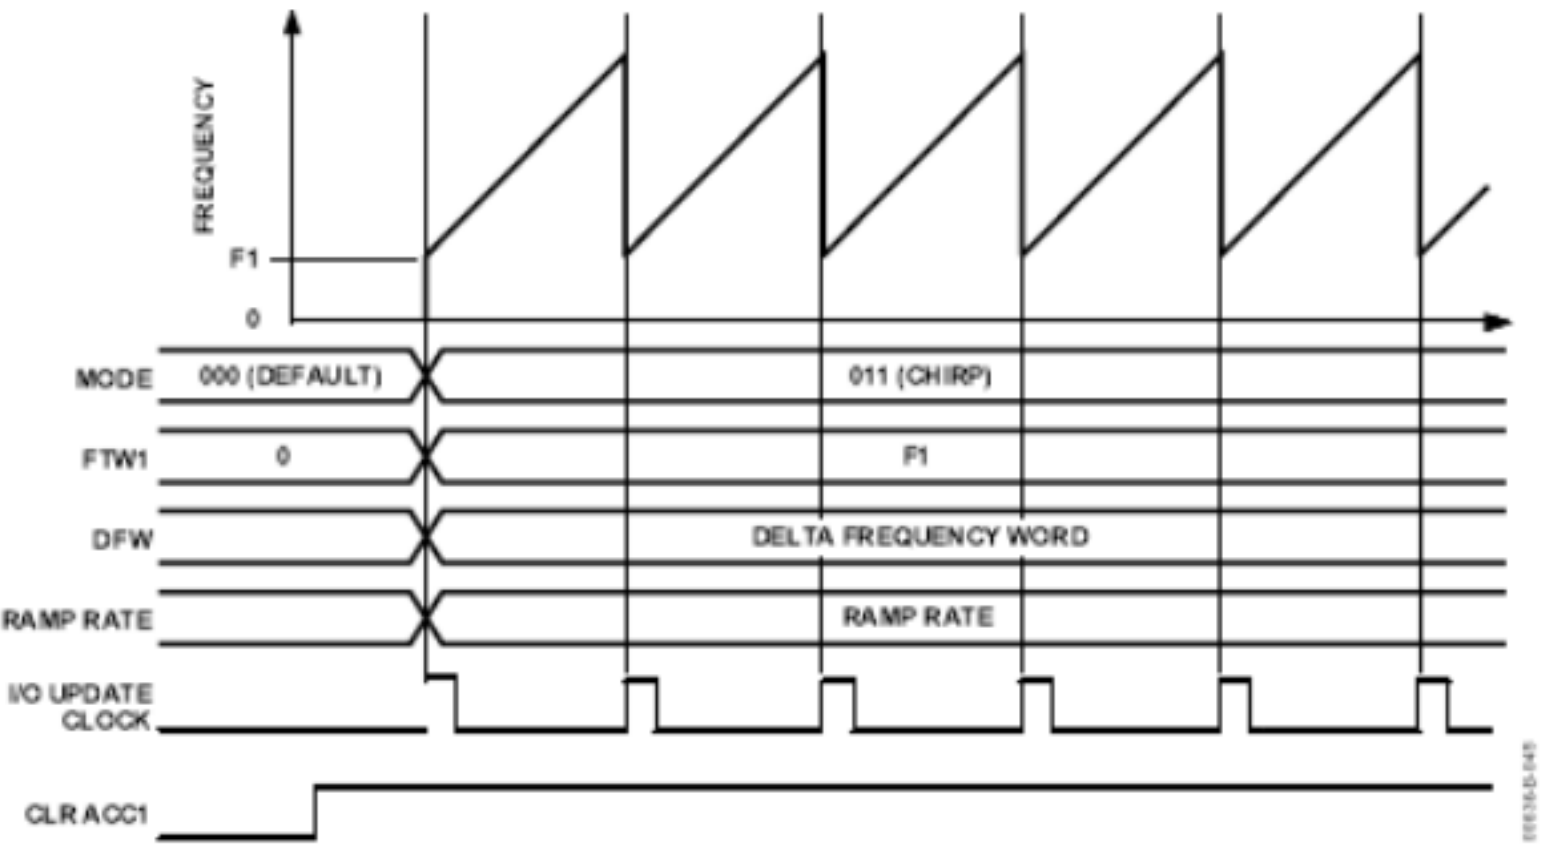 FREQUENCY
F1
0
MODE
000 (DEFAULT)
011 (CHIRP)
FTW1
0
F1
DFW
DELTA FREQUENCY WORD
RAMP RATE
RAMP RATE
I/O UPDATE
CLOCK
CLR ACC1